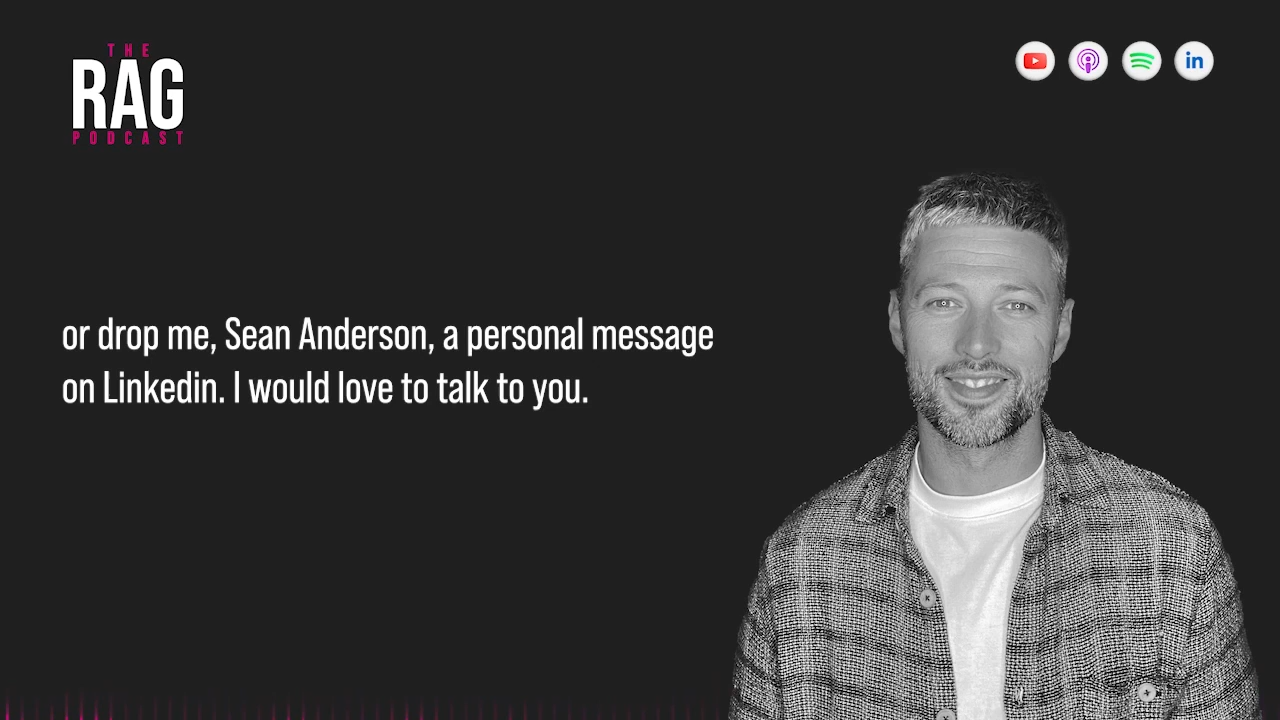 THE
RAG
PODCAST
in
or drop me, Sean Anderson, a personal message
on Linkedin. I would love to talk to you.